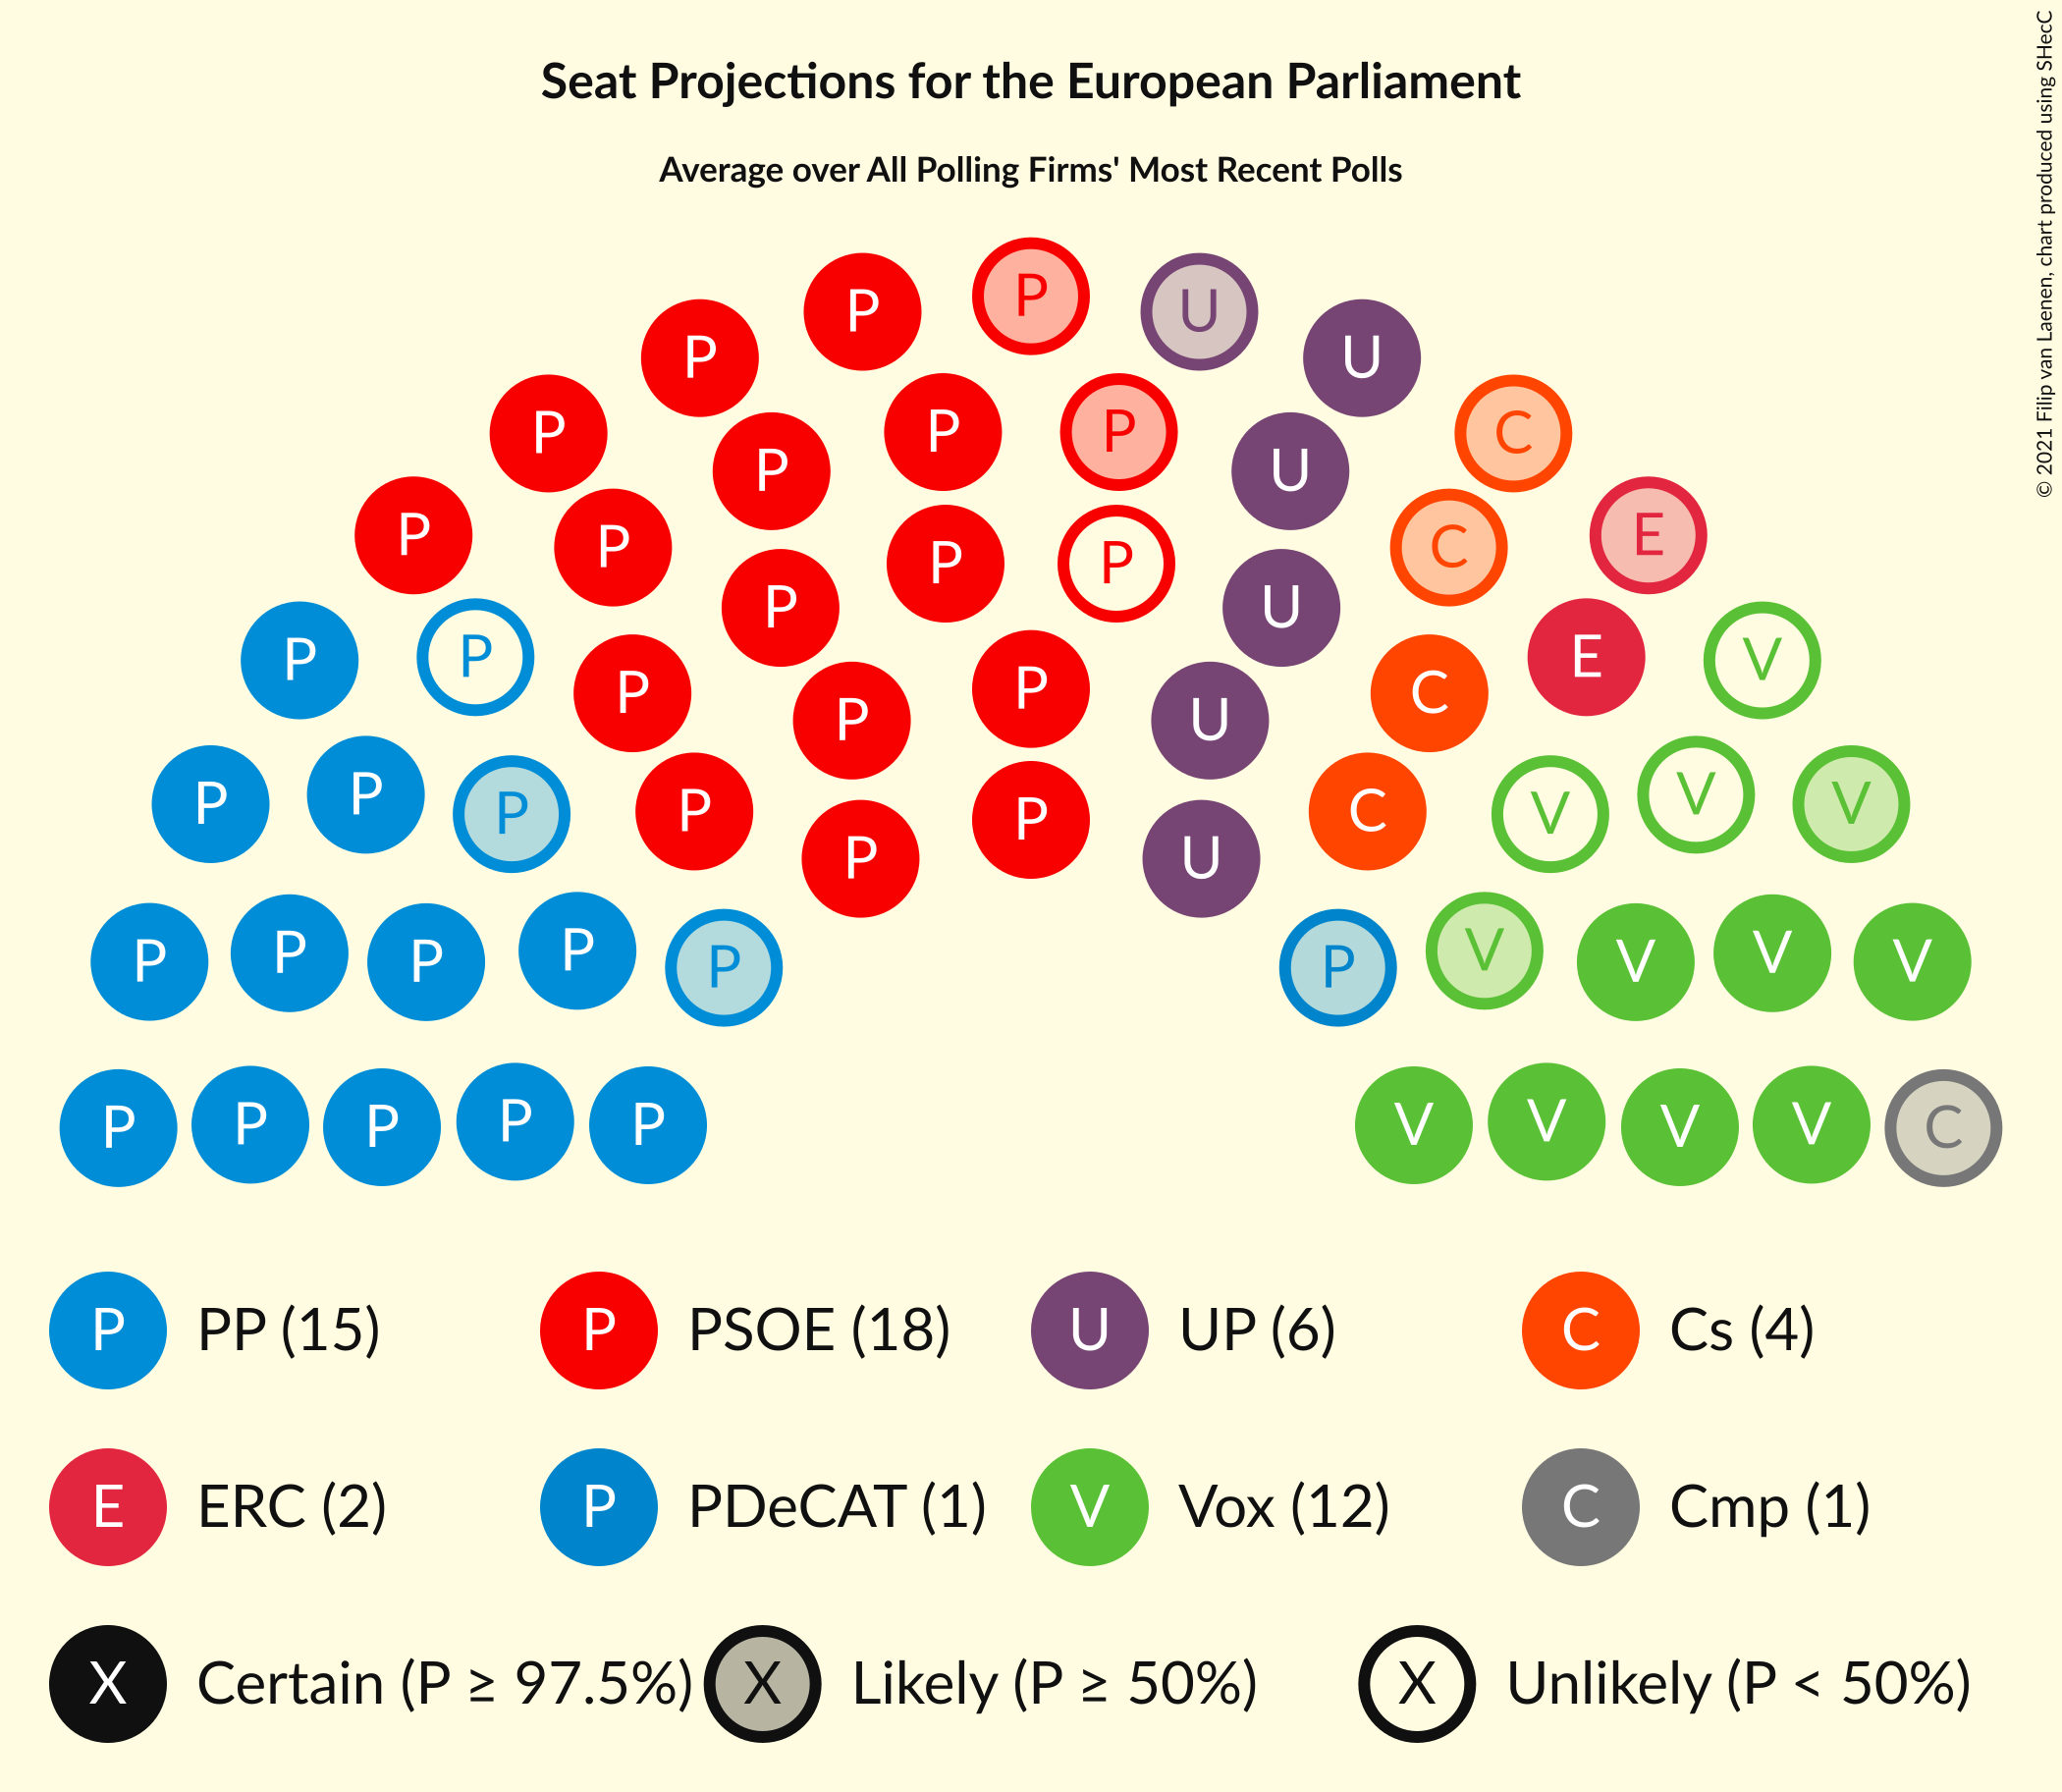 Seat Projections for the European Parliament
Average over All Polling Firms' Most Recent Polls
© 2021 Filip van Laenen, chart produced using SHecC
P
P U
P U
P P
P C
P U
P C
P E
P P
U
P P
P E
P V
P
P C
P U
P V
P V
P C
P V
P
P U
P P V V
P P P V V V
P P P
P P P P P V V V V C
P PP (15) P PSOE (18) U UP (6) C Cs (4)
E ERC (2) P PDeCAT (1) V Vox (12) C Cmp (1)
X Certain (P ≥ 97.5%) X Likely (P ≥ 50%) X Unlikely (P < 50%)